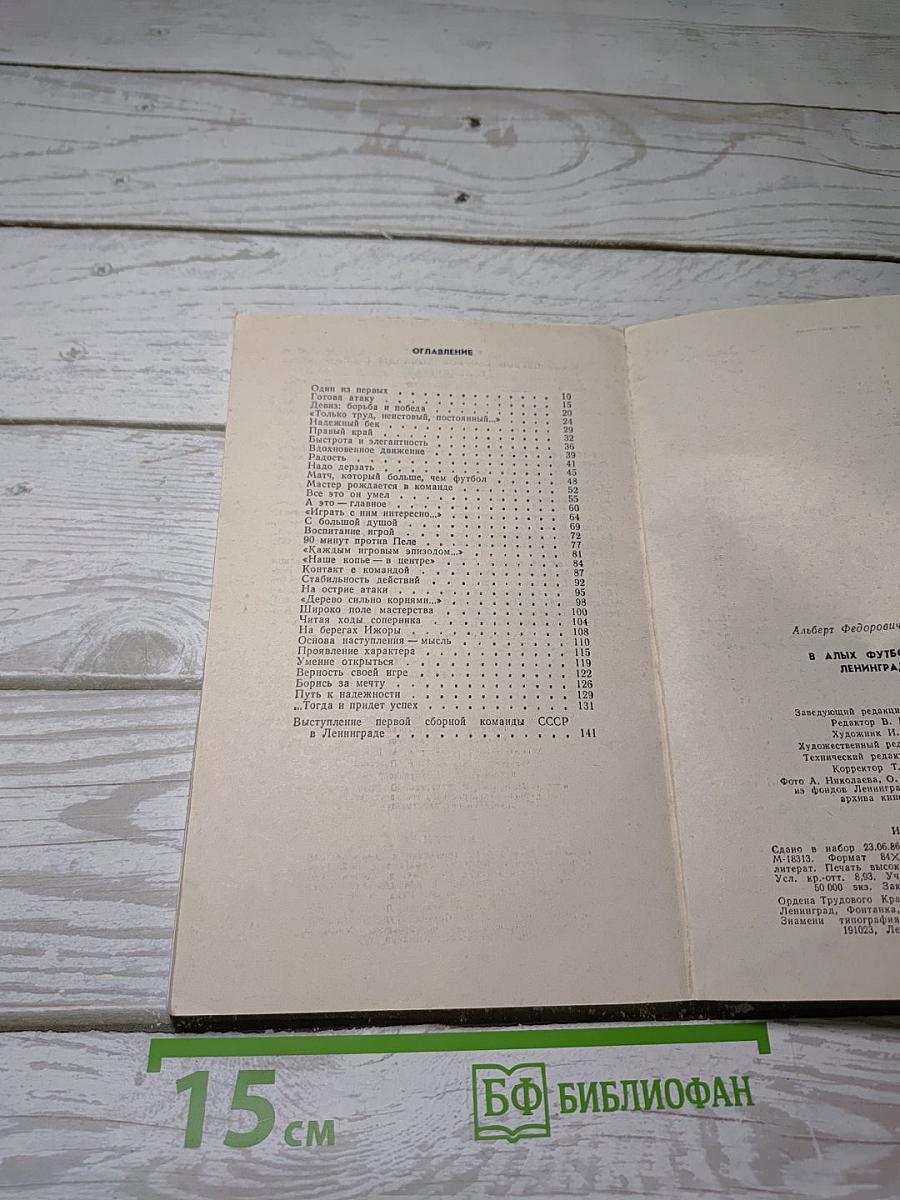 ОГЛАВЛЕНИЕ
Один из первых 10
Готовя атаку 15
Девиз: борьба и победа 20
«Только труд, неистовый, постоянный...» 24
Надежный бек 29
Правый край 32
Быстрота и элегантность 36
Вдохновенное движение 39
Радость 41
Надо дерзать 45
Матч, который больше, чем футбол 48
Мастер рождается в команде 52
Все это он умел 55
А это — главное 60
«Играть с ним интересно...» 64
С большой душой 69
Воспитание игрой 72
90 минут против Пеле 77
«Каждым игровым эпизодом...» 81
«Наше копье — в центре» 84
Контакт с командой 87
Стабильность действий 92
На острие атаки 95
«Дерево сильно корнями...» 98
Широко поле мастерства 100
Читая ходы соперника 104
На берегах Ижоры 108
Основа наступления — мысль 110
Проявление характера 115
Умение открыться 119
Верность своей игре 122
Борись за мечту 126
Путь к надежности 129
...Тогда и придет успех 131
Выступление первой сборной команды СССР
в Ленинграде 141
Альберт Федорович
В АЛЫХ ФУТБО
ЛЕНИНГРАД
Заведующий редакци
Редактор В.
Художник И.
Художественный ред
Технический редак
Корректор Т.
Фото А. Николаева, О.
из фондов Ленингра
архива кин
И
Сдано в набор 23.06.86
М-18313. Формат 84×
литерат. Печать высок
Усл. кр.-отт. 8,93. Уч
50 000 экз. Зак
Ордена Трудового Кра
Ленинград, Фонтанка,
Знамени типография
191023, Ле
15 см
БФ БИБЛИОФАН